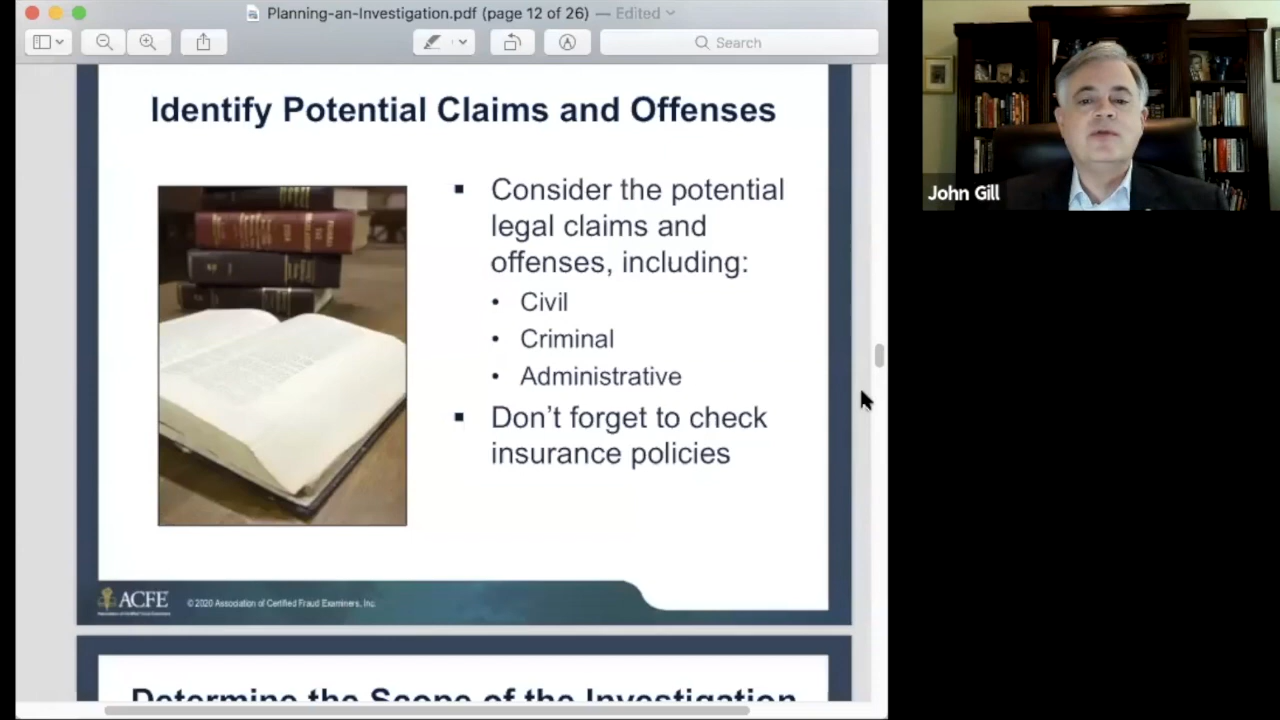 Planning-an-Investigation.pdf (page 12 of 26) — Edited
Search
Identify Potential Claims and Offenses
▪ Consider the potential
legal claims and
offenses, including:
• Civil
• Criminal
• Administrative
▪ Don’t forget to check
insurance policies
ACFE
© 2020 Association of Certified Fraud Examiners, Inc.
Determine the Scope of the Investigation
John Gill